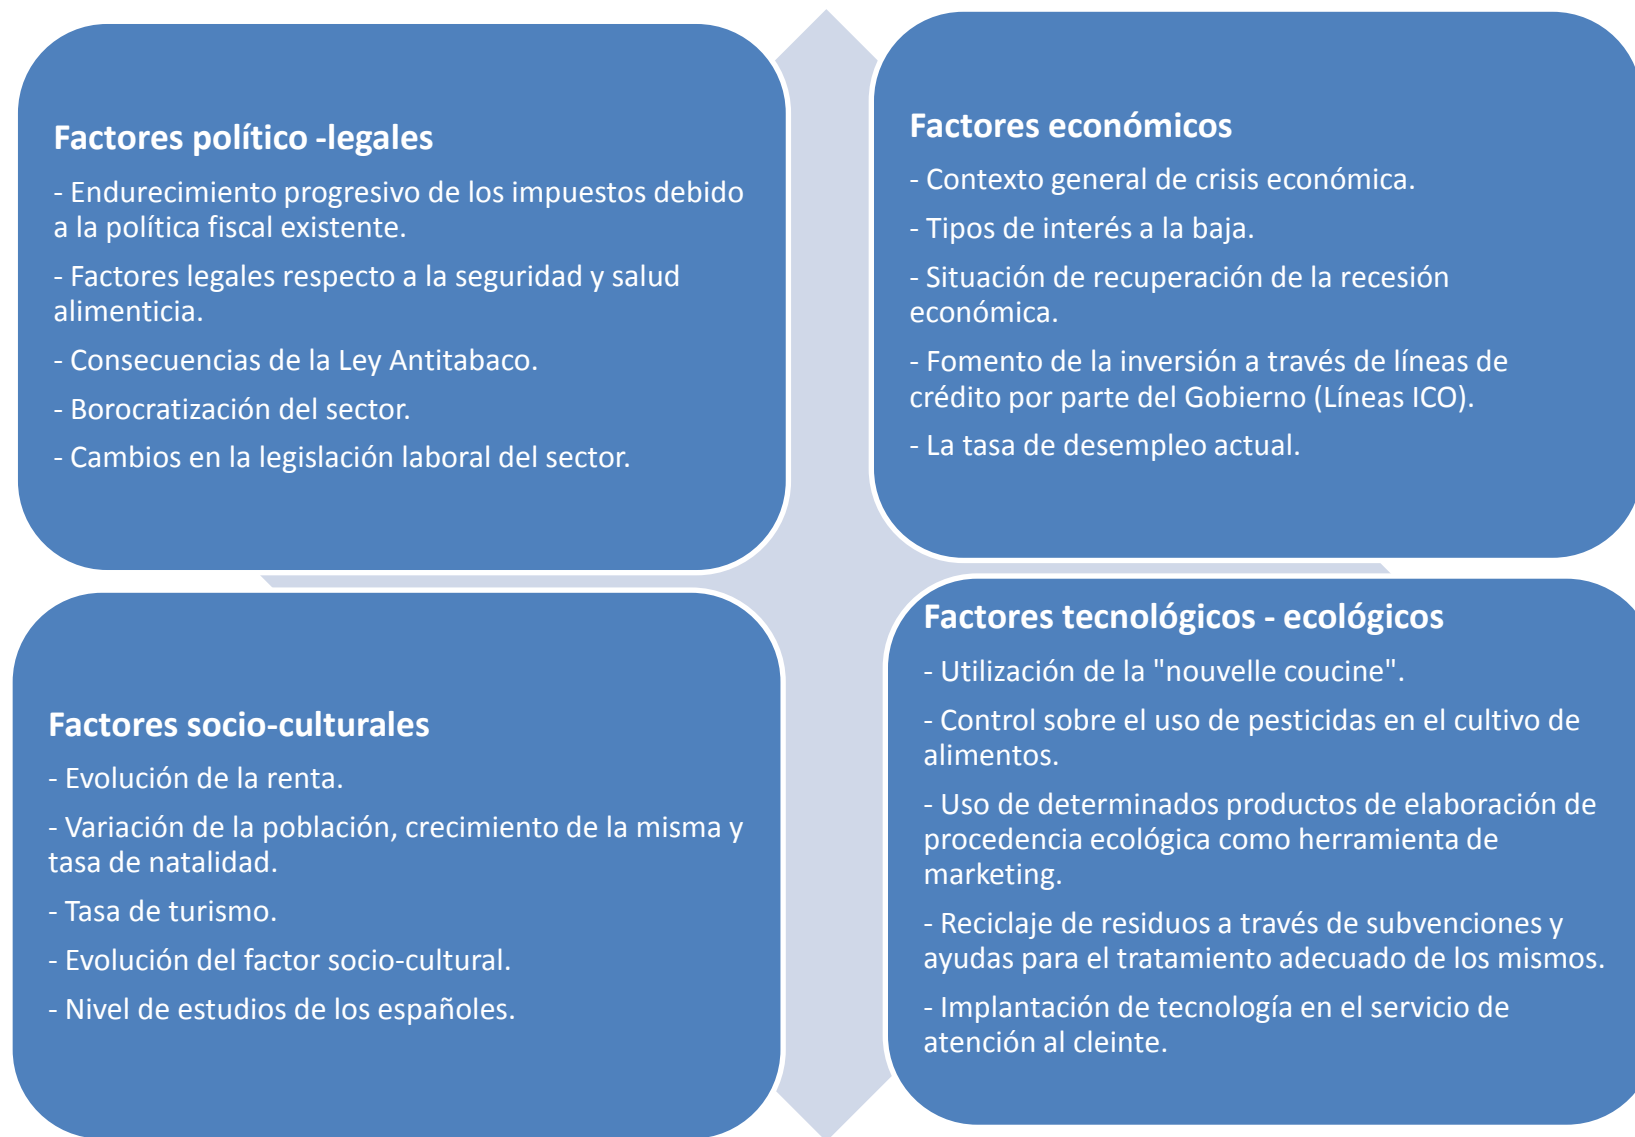 Factores político -legales
- Endurecimiento progresivo de los impuestos debido
a la política fiscal existente.
- Factores legales respecto a la seguridad y salud
alimenticia.
- Consecuencias de la Ley Antitabaco.
- Borocratización del sector.
- Cambios en la legislación laboral del sector.
Factores económicos
- Contexto general de crisis económica.
- Tipos de interés a la baja.
- Situación de recuperación de la recesión
económica.
- Fomento de la inversión a través de líneas de
crédito por parte del Gobierno (Líneas ICO).
- La tasa de desempleo actual.
Factores socio-culturales
- Evolución de la renta.
- Variación de la población, crecimiento de la misma y
tasa de natalidad.
- Tasa de turismo.
- Evolución del factor socio-cultural.
- Nivel de estudios de los españoles.
Factores tecnológicos - ecológicos
- Utilización de la "nouvelle coucine".
- Control sobre el uso de pesticidas en el cultivo de
alimentos.
- Uso de determinados productos de elaboración de
procedencia ecológica como herramienta de
marketing.
- Reciclaje de residuos a través de subvenciones y
ayudas para el tratamiento adecuado de los mismos.
- Implantación de tecnología en el servicio de
atención al cleinte.